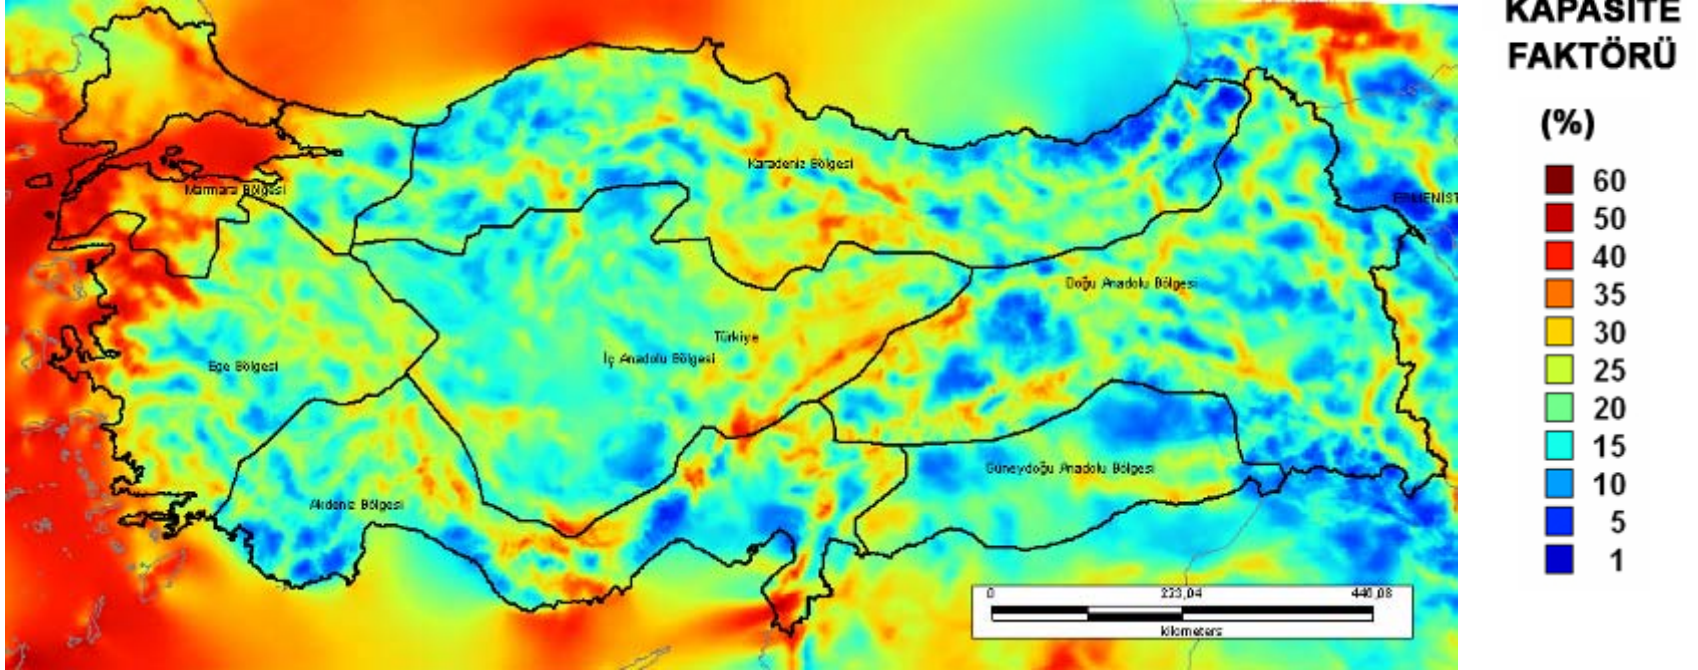 KAPASİTE
FAKTÖRÜ
(%)
60
50
40
35
30
25
20
15
10
5
1
Karadeniz Bölgesi
Marmara Bölgesi
Doğu Anadolu Bölgesi
Türkiye
İç Anadolu Bölgesi
Ege Bölgesi
Güneydoğu Anadolu Bölgesi
Akdeniz Bölgesi
0 223,04 446,08
kilometers